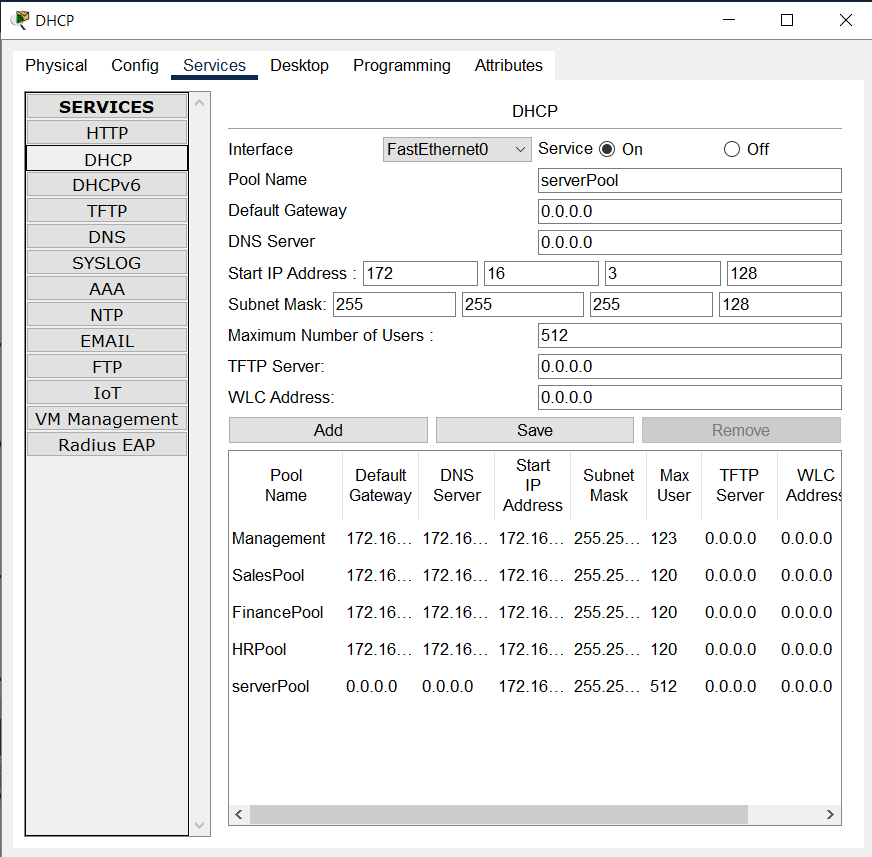 DHCP
Physical Config Services Desktop Programming Attributes
SERVICES
HTTP
DHCP
DHCPv6
TFTP
DNS
SYSLOG
AAA
NTP
EMAIL
FTP
IoT
VM Management
Radius EAP
DHCP
Interface FastEthernet0 Service On Off
Pool Name serverPool
Default Gateway 0.0.0.0
DNS Server 0.0.0.0
Start IP Address : 172 16 3 128
Subnet Mask: 255 255 255 128
Maximum Number of Users : 512
TFTP Server: 0.0.0.0
WLC Address: 0.0.0.0
Add Save Remove
Pool Name Default Gateway DNS Server Start IP Address Subnet Mask Max User TFTP Server WLC Address
Management 172.16... 172.16... 172.16... 255.25... 123 0.0.0.0 0.0.0.0
SalesPool 172.16... 172.16... 172.16... 255.25... 120 0.0.0.0 0.0.0.0
FinancePool 172.16... 172.16... 172.16... 255.25... 120 0.0.0.0 0.0.0.0
HRPool 172.16... 172.16... 172.16... 255.25... 120 0.0.0.0 0.0.0.0
serverPool 0.0.0.0 0.0.0.0 172.16... 255.25... 512 0.0.0.0 0.0.0.0